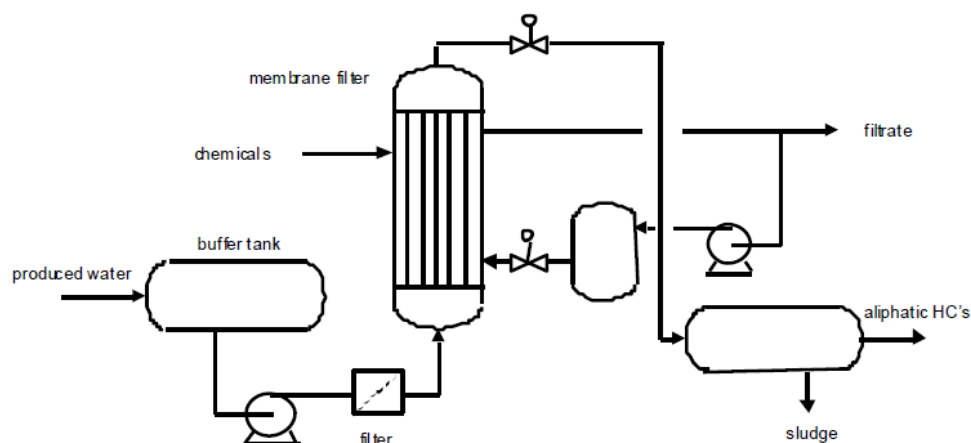 membrane filter
filtrate
chemicals
buffer tank
produced water
aliphatic HC's
filter
sludge